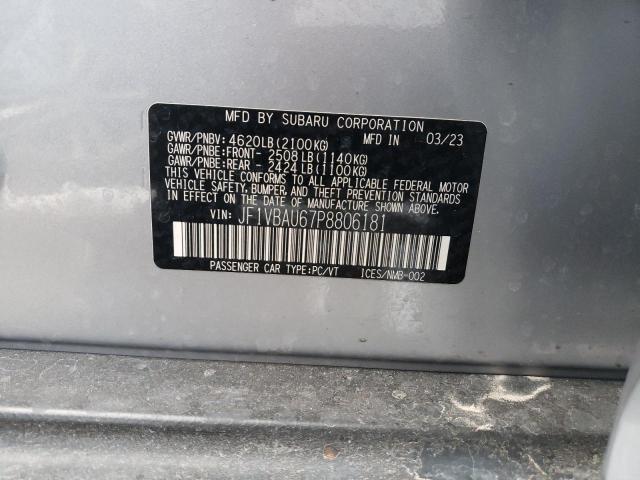 MFD BY SUBARU CORPORATION
GVWR/PNBV: 4620LB(2100KG) MFD IN 03/23
GAWR/PNBE:FRONT- 2508LB(1140KG)
GAWR/PNBE:REAR - 2424LB(1100KG)
THIS VEHICLE CONFORMS TO ALL APPLICABLE FEDERAL MOTOR
VEHICLE SAFETY, BUMPER, AND THEFT PREVENTION STANDARDS
IN EFFECT ON THE DATE OF MANUFACTURE SHOWN ABOVE.
VIN: JF1VBAU67P8806181
PASSENGER CAR TYPE:PC/VT ICES/NMB-002